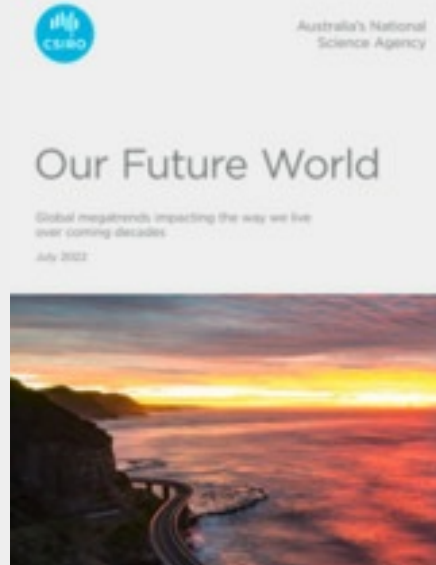 CSIRO
Australia's National
Science Agency
Our Future World
Global megatrends impacting the way we live
over coming decades
July 2022